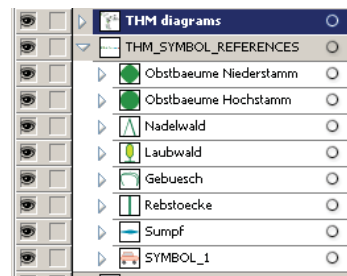 THM diagrams
THM_SYMBOL_REFERENCES
Obstbaeume Niederstamm
Obstbaeume Hochstamm
Nadelwald
Laubwald
Gebuesch
Rebstoecke
Sumpf
SYMBOL_1